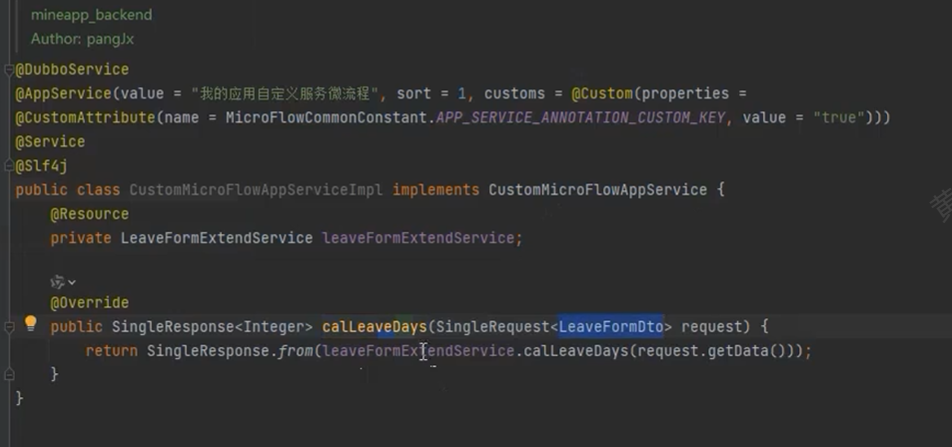 mineapp_backend
Author: pangJx
@DubboService
@AppService(value = "我的应用自定义服务微流程", sort = 1, customs = @Custom(properties =
@CustomAttribute(name = MicroFlowCommonConstant.APP_SERVICE_ANNOTATION_CUSTOM_KEY, value = "true")))
@Service
@Slf4j
public class CustomMicroFlowAppServiceImpl implements CustomMicroFlowAppService {
@Resource
private LeaveFormExtendService leaveFormExtendService;
@Override
public SingleResponse<Integer> calLeaveDays(SingleRequest<LeaveFormDto> request) {
return SingleResponse.from(leaveFormExtendService.calLeaveDays(request.getData()));
}
}
黄